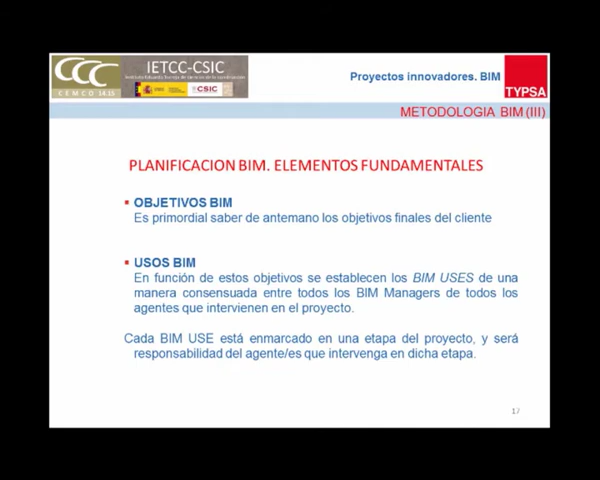 CCC
CEMCO 14.15
IETCC-CSIC
CSIC
Proyectos innovadores. BIM
TYPSA
METODOLOGIA BIM (III)
PLANIFICACION BIM. ELEMENTOS FUNDAMENTALES
▪ OBJETIVOS BIM
Es primordial saber de antemano los objetivos finales del cliente
▪ USOS BIM
En función de estos objetivos se establecen los BIM USES de una
manera consensuada entre todos los BIM Managers de todos los
agentes que intervienen en el proyecto.
Cada BIM USE está enmarcado en una etapa del proyecto, y será
responsabilidad del agente/es que intervenga en dicha etapa.
17